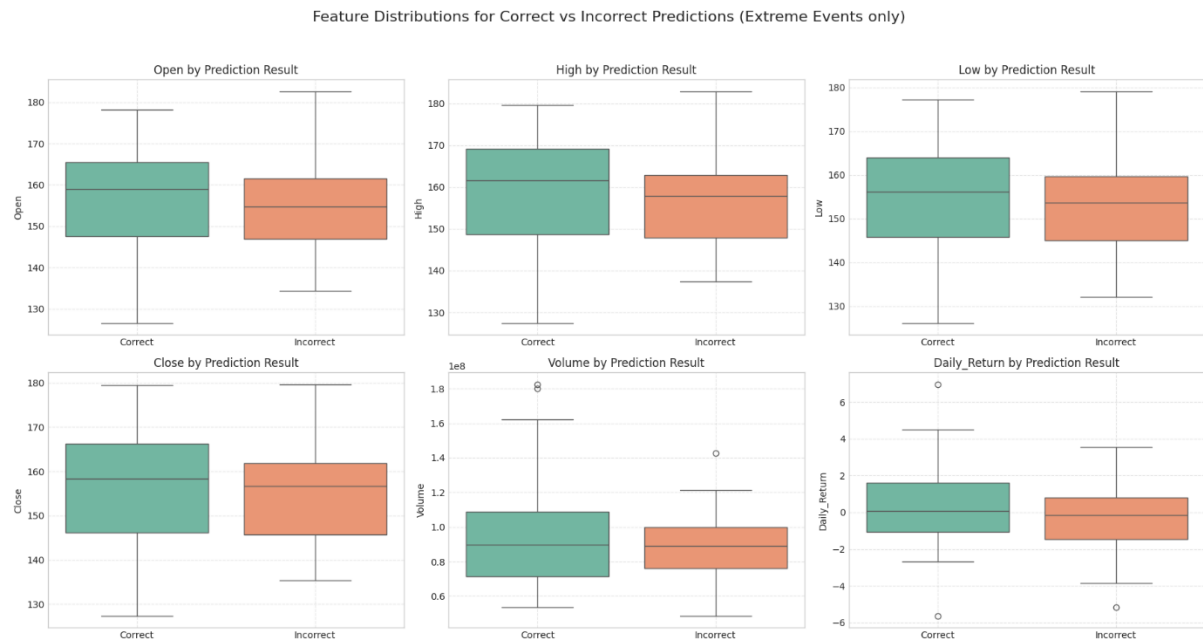 Feature Distributions for Correct vs Incorrect Predictions (Extreme Events only)
Open by Prediction Result
Open
180
170
160
150
140
130
Correct Incorrect
High by Prediction Result
High
180
170
160
150
140
130
Correct Incorrect
Low by Prediction Result
Low
180
170
160
150
140
130
Correct Incorrect
Close by Prediction Result
Close
180
170
160
150
140
130
Correct Incorrect
Volume by Prediction Result
1e8
Volume
1.8
1.6
1.4
1.2
1.0
0.8
0.6
Correct Incorrect
Daily_Return by Prediction Result
Daily_Return
6
4
2
0
−2
−4
−6
Correct Incorrect